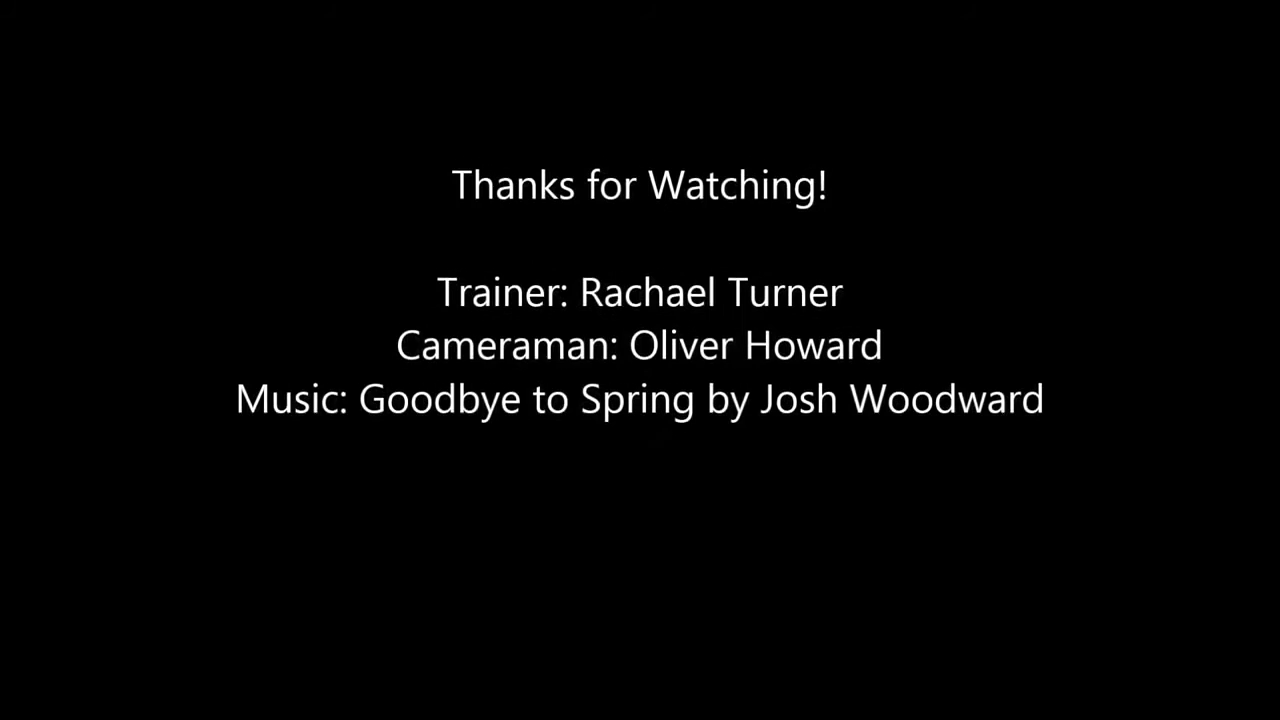 Thanks for Watching!
Trainer: Rachael Turner
Cameraman: Oliver Howard
Music: Goodbye to Spring by Josh Woodward